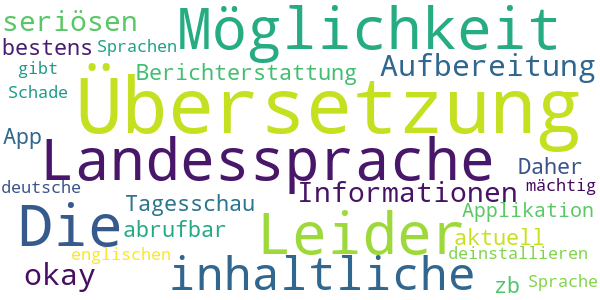 seriösen Möglichkeit
bestens Sprachen
gibt Berichterstattung Aufbereitung
Schade
Übersetzung
App
Landessprache Daher
deutsche Informationen mächtig
Die Tagesschau Leider Applikation
abrufbar aktuell
englischen deinstallieren
okay inhaltliche zb Sprache